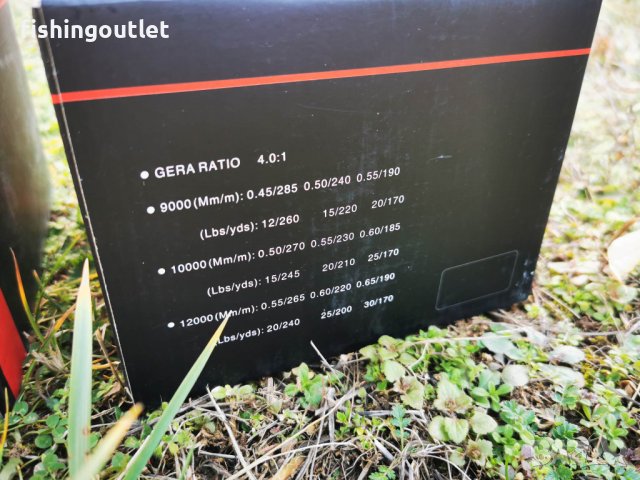 fishingoutlet
● GERA RATIO 4.0:1
● 9000(Mm/m): 0.45/285 0.50/240 0.55/190
(Lbs/yds): 12/260 15/220 20/170
● 10000(Mm/m): 0.50/270 0.55/230 0.60/185
(Lbs/yds): 15/245 20/210 25/170
● 12000(Mm/m): 0.55/265 0.60/220 0.65/190
(Lbs/yds): 20/240 25/200 30/170